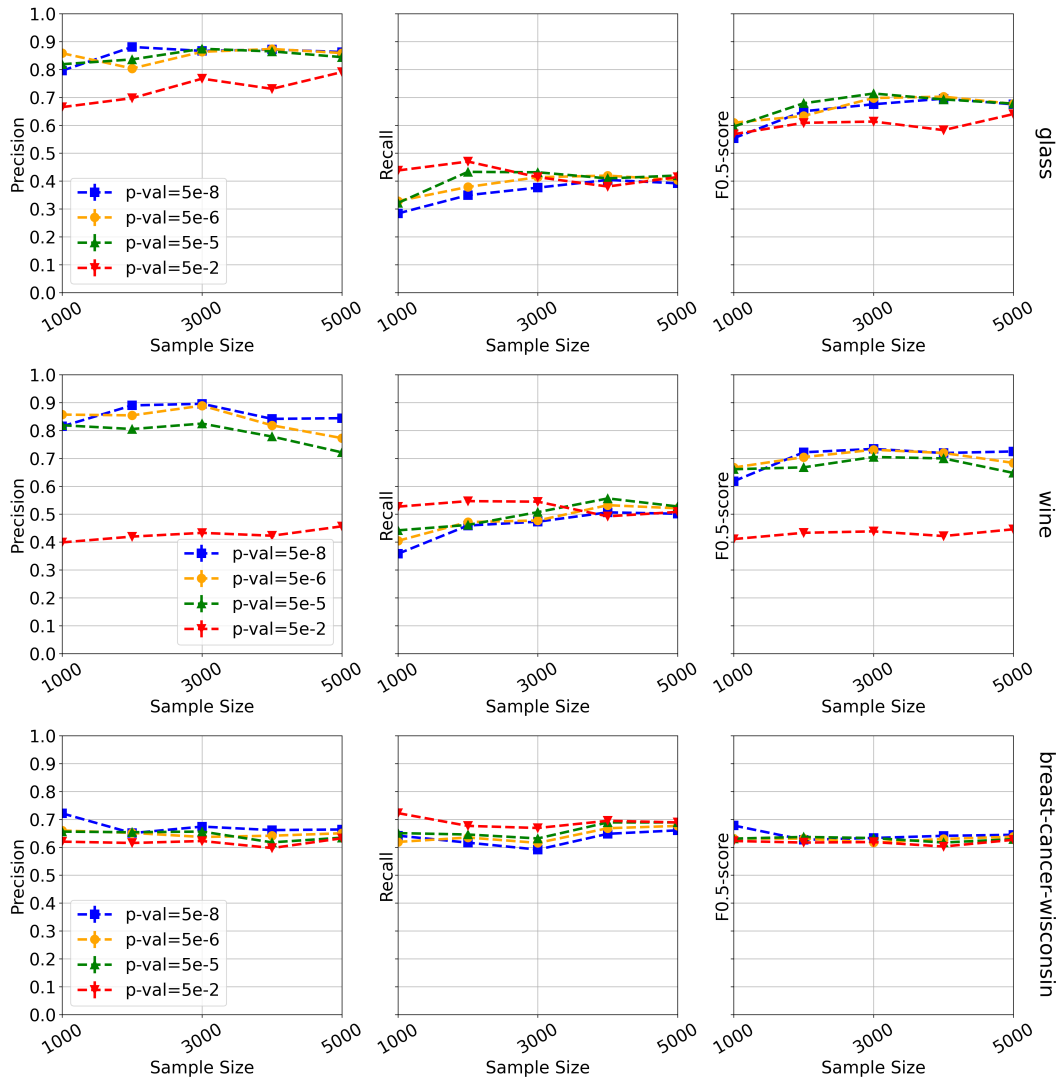 1.0
0.9
0.8
0.7
0.6
0.5
0.4
0.3
0.2
0.1
0.0
Precision
p-val=5e-8
p-val=5e-6
p-val=5e-5
p-val=5e-2
1000 3000 5000
Sample Size
Recall
1000 3000 5000
Sample Size
F0.5-score
1000 3000 5000
Sample Size
glass
1.0
0.9
0.8
0.7
0.6
0.5
0.4
0.3
0.2
0.1
0.0
Precision
p-val=5e-8
p-val=5e-6
p-val=5e-5
p-val=5e-2
1000 3000 5000
Sample Size
Recall
1000 3000 5000
Sample Size
F0.5-score
1000 3000 5000
Sample Size
wine
1.0
0.9
0.8
0.7
0.6
0.5
0.4
0.3
0.2
0.1
0.0
Precision
p-val=5e-8
p-val=5e-6
p-val=5e-5
p-val=5e-2
1000 3000 5000
Sample Size
Recall
1000 3000 5000
Sample Size
F0.5-score
1000 3000 5000
Sample Size
breast-cancer-wisconsin